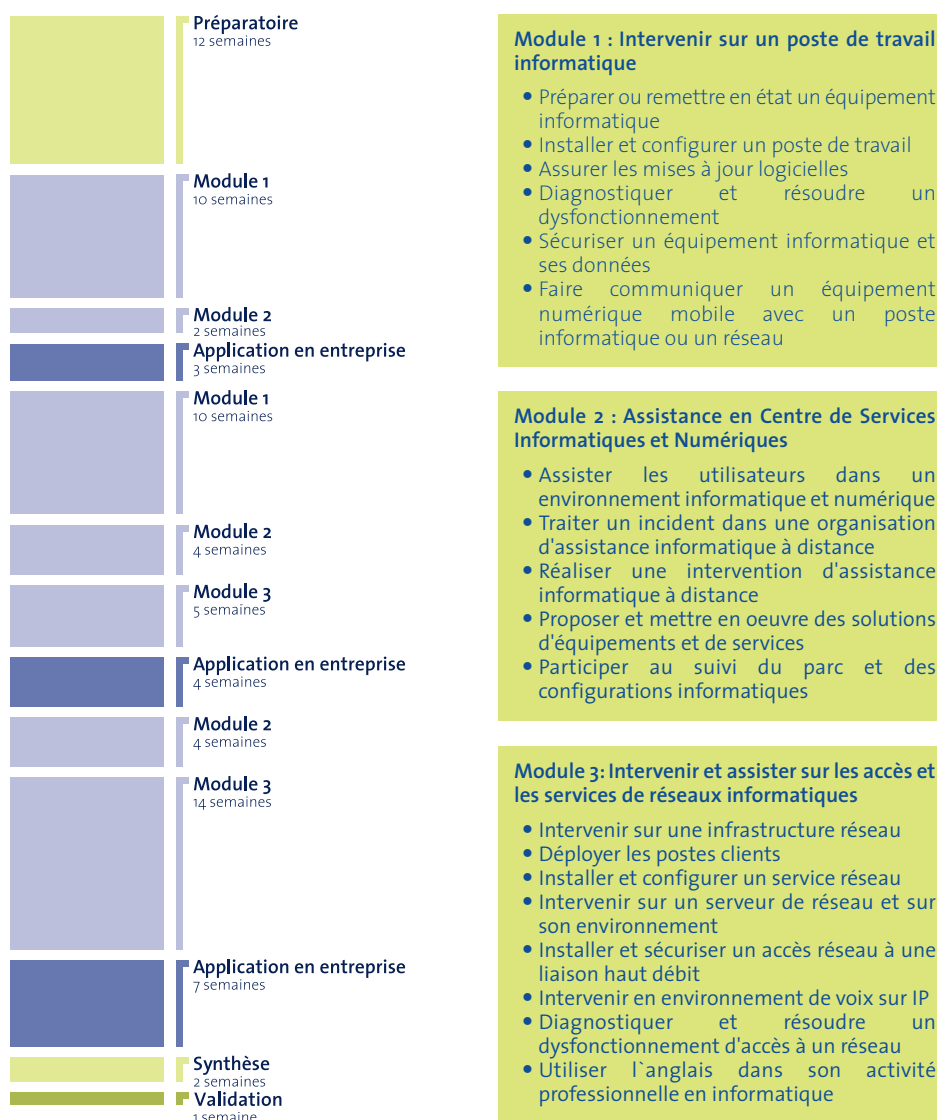 Préparatoire
12 semaines
Module 1
10 semaines
Module 2
2 semaines
Application en entreprise
3 semaines
Module 1
10 semaines
Module 2
4 semaines
Module 3
5 semaines
Application en entreprise
4 semaines
Module 2
4 semaines
Module 3
14 semaines
Application en entreprise
7 semaines
Synthèse
2 semaines
Validation
1 semaine
Module 1 : Intervenir sur un poste de travail
informatique
• Préparer ou remettre en état un équipement
informatique
• Installer et configurer un poste de travail
• Assurer les mises à jour logicielles
• Diagnostiquer et résoudre un
dysfonctionnement
• Sécuriser un équipement informatique et
ses données
• Faire communiquer un équipement
numérique mobile avec un poste
informatique ou un réseau
Module 2 : Assistance en Centre de Services
Informatiques et Numériques
• Assister les utilisateurs dans un
environnement informatique et numérique
• Traiter un incident dans une organisation
d'assistance informatique à distance
• Réaliser une intervention d'assistance
informatique à distance
• Proposer et mettre en oeuvre des solutions
d'équipements et de services
• Participer au suivi du parc et des
configurations informatiques
Module 3: Intervenir et assister sur les accès et
les services de réseaux informatiques
• Intervenir sur une infrastructure réseau
• Déployer les postes clients
• Installer et configurer un service réseau
• Intervenir sur un serveur de réseau et sur
son environnement
• Installer et sécuriser un accès réseau à une
liaison haut débit
• Intervenir en environnement de voix sur IP
• Diagnostiquer et résoudre un
dysfonctionnement d'accès à un réseau
• Utiliser l`anglais dans son activité
professionnelle en informatique